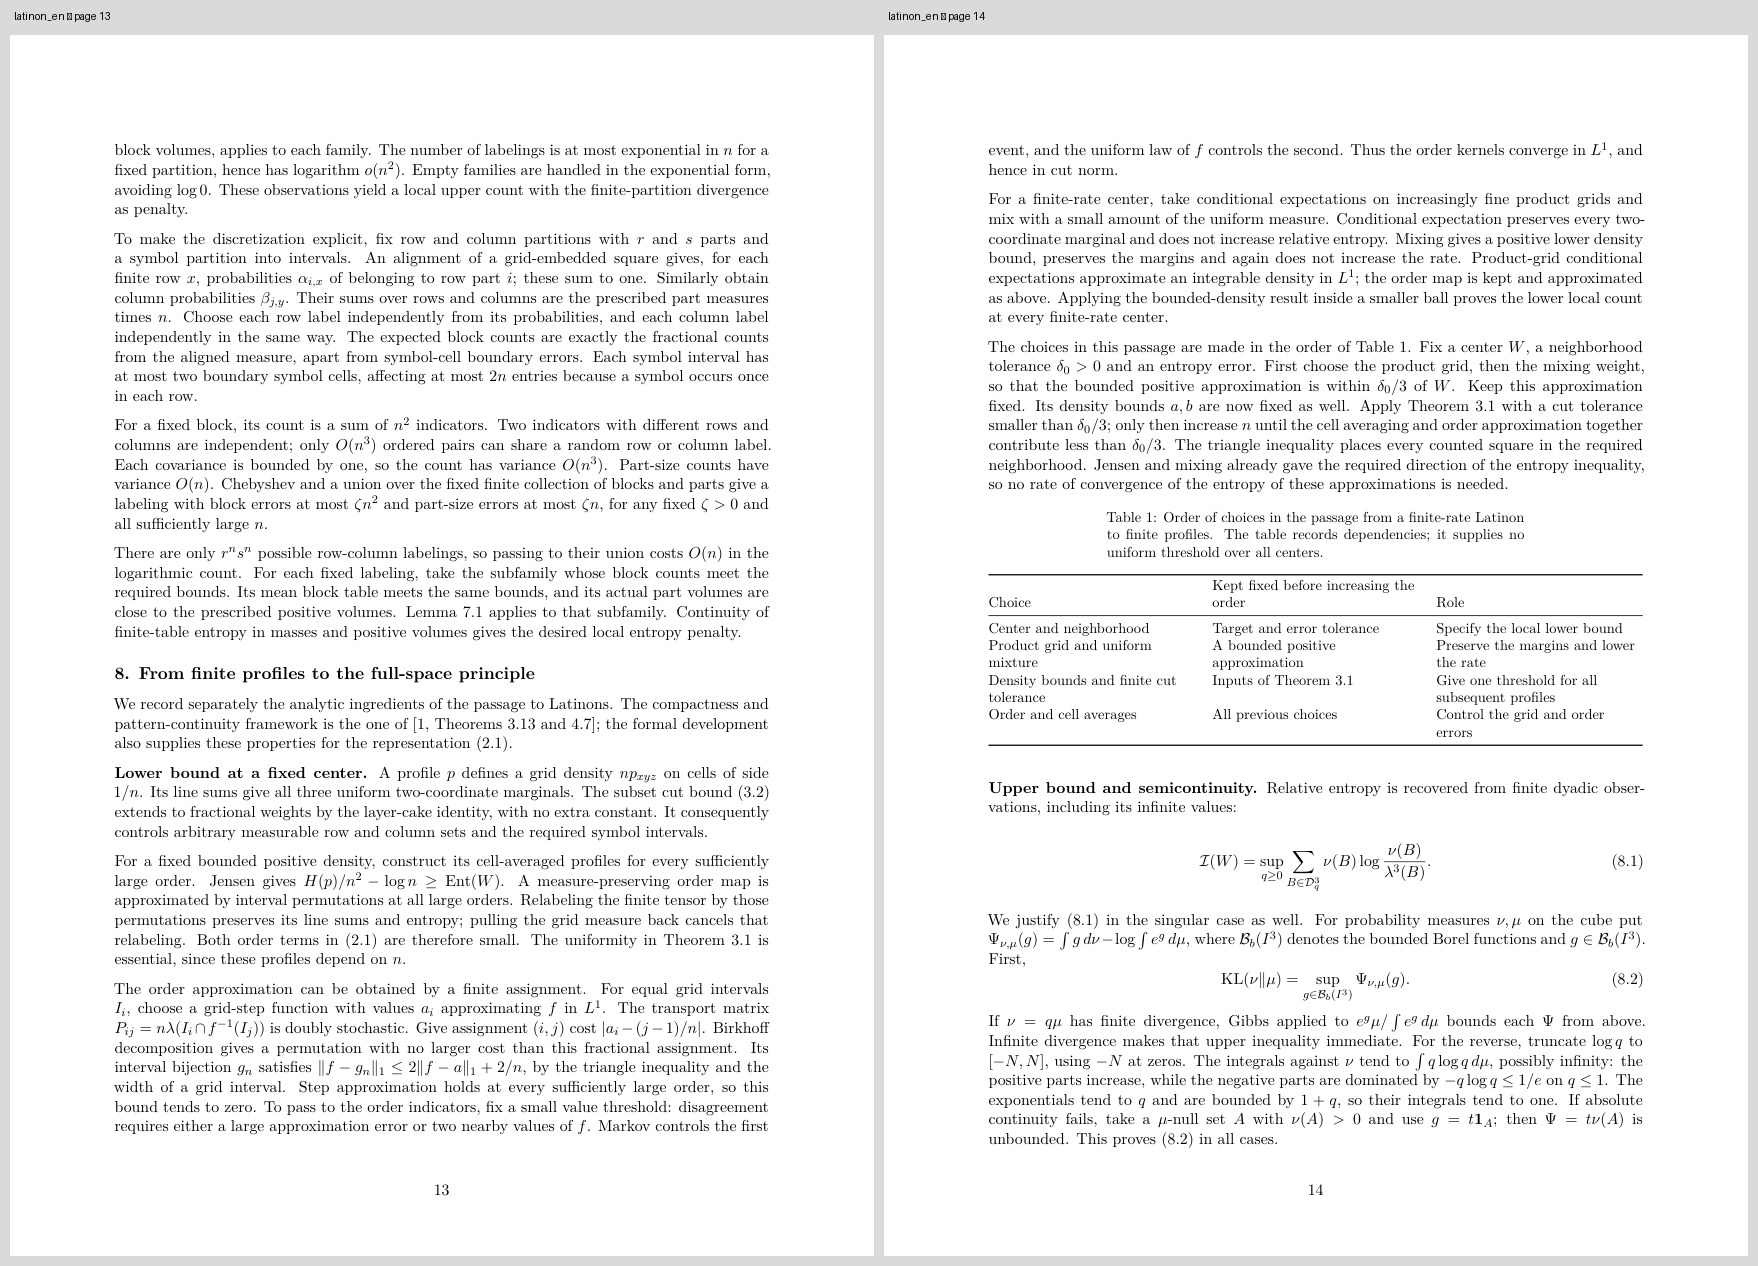 latinon_en page 13
block volumes, applies to each family. The number of labelings is at most exponential in n for a
fixed partition, hence has logarithm o(n²). Empty families are handled in the exponential form,
avoiding log 0. These observations yield a local upper count with the finite-partition divergence
as penalty.
To make the discretization explicit, fix row and column partitions with r and s parts and
a symbol partition into intervals. An alignment of a grid-embedded square gives, for each
finite row x, probabilities α_{i,x} of belonging to row part i; these sum to one. Similarly obtain
column probabilities β_{j,y}. Their sums over rows and columns are the prescribed part measures
times n. Choose each row label independently from its probabilities, and each column label
independently in the same way. The expected block counts are exactly the fractional counts
from the aligned measure, apart from symbol-cell boundary errors. Each symbol interval has
at most two boundary symbol cells, affecting at most 2n entries because a symbol occurs once
in each row.
For a fixed block, its count is a sum of n² indicators. Two indicators with different rows and
columns are independent; only O(n³) ordered pairs can share a random row or column label.
Each covariance is bounded by one, so the count has variance O(n³). Part-size counts have
variance O(n). Chebyshev and a union over the fixed finite collection of blocks and parts give a
labeling with block errors at most ζn² and part-size errors at most ζn, for any fixed ζ > 0 and
all sufficiently large n.
There are only rⁿsⁿ possible row-column labelings, so passing to their union costs O(n) in the
logarithmic count. For each fixed labeling, take the subfamily whose block counts meet the
required bounds. Its mean block table meets the same bounds, and its actual part volumes are
close to the prescribed positive volumes. Lemma 7.1 applies to that subfamily. Continuity of
finite-table entropy in masses and positive volumes gives the desired local entropy penalty.
8. From finite profiles to the full-space principle
We record separately the analytic ingredients of the passage to Latinons. The compactness and
pattern-continuity framework is the one of [1, Theorems 3.13 and 4.7]; the formal development
also supplies these properties for the representation (2.1).
Lower bound at a fixed center. A profile p defines a grid density np_{xyz} on cells of side
1/n. Its line sums give all three uniform two-coordinate marginals. The subset cut bound (3.2)
extends to fractional weights by the layer-cake identity, with no extra constant. It consequently
controls arbitrary measurable row and column sets and the required symbol intervals.
For a fixed bounded positive density, construct its cell-averaged profiles for every sufficiently
large order. Jensen gives H(p)/n² − log n ≥ Ent(W). A measure-preserving order map is
approximated by interval permutations at all large orders. Relabeling the finite tensor by those
permutations preserves its line sums and entropy; pulling the grid measure back cancels that
relabeling. Both order terms in (2.1) are therefore small. The uniformity in Theorem 3.1 is
essential, since these profiles depend on n.
The order approximation can be obtained by a finite assignment. For equal grid intervals
I_i, choose a grid-step function with values a_i approximating f in L¹. The transport matrix
P_{ij} = nλ(I_i ∩ f⁻¹(I_j)) is doubly stochastic. Give assignment (i, j) cost |a_i − (j − 1)/n|. Birkhoff
decomposition gives a permutation with no larger cost than this fractional assignment. Its
interval bijection g_n satisfies ‖f − g_n‖₁ ≤ 2‖f − a‖₁ + 2/n, by the triangle inequality and the
width of a grid interval. Step approximation holds at every sufficiently large order, so this
bound tends to zero. To pass to the order indicators, fix a small value threshold: disagreement
requires either a large approximation error or two nearby values of f. Markov controls the first
13
latinon_en page 14
event, and the uniform law of f controls the second. Thus the order kernels converge in L¹, and
hence in cut norm.
For a finite-rate center, take conditional expectations on increasingly fine product grids and
mix with a small amount of the uniform measure. Conditional expectation preserves every two-
coordinate marginal and does not increase relative entropy. Mixing gives a positive lower density
bound, preserves the margins and again does not increase the rate. Product-grid conditional
expectations approximate an integrable density in L¹; the order map is kept and approximated
as above. Applying the bounded-density result inside a smaller ball proves the lower local count
at every finite-rate center.
The choices in this passage are made in the order of Table 1. Fix a center W, a neighborhood
tolerance δ₀ > 0 and an entropy error. First choose the product grid, then the mixing weight,
so that the bounded positive approximation is within δ₀/3 of W. Keep this approximation
fixed. Its density bounds a, b are now fixed as well. Apply Theorem 3.1 with a cut tolerance
smaller than δ₀/3; only then increase n until the cell averaging and order approximation together
contribute less than δ₀/3. The triangle inequality places every counted square in the required
neighborhood. Jensen and mixing already gave the required direction of the entropy inequality,
so no rate of convergence of the entropy of these approximations is needed.
Table 1: Order of choices in the passage from a finite-rate Latinon
to finite profiles. The table records dependencies; it supplies no
uniform threshold over all centers.
Choice Kept fixed before increasing the order Role
Center and neighborhood Target and error tolerance Specify the local lower bound
Product grid and uniform mixture A bounded positive approximation Preserve the margins and lower the rate
Density bounds and finite cut tolerance Inputs of Theorem 3.1 Give one threshold for all subsequent profiles
Order and cell averages All previous choices Control the grid and order errors
Upper bound and semicontinuity. Relative entropy is recovered from finite dyadic obser-
vations, including its infinite values:
𝓘(W) = sup_{q≥0} ∑_{B∈𝓓_q³} ν(B) log ν(B)/λ³(B). (8.1)
We justify (8.1) in the singular case as well. For probability measures ν, μ on the cube put
Ψ_{ν,μ}(g) = ∫ g dν − log ∫ e^g dμ, where 𝓑_b(I³) denotes the bounded Borel functions and g ∈ 𝓑_b(I³).
First,
KL(ν‖μ) = sup_{g∈𝓑_b(I³)} Ψ_{ν,μ}(g). (8.2)
If ν = qμ has finite divergence, Gibbs applied to e^g μ/ ∫ e^g dμ bounds each Ψ from above.
Infinite divergence makes that upper inequality immediate. For the reverse, truncate log q to
[−N, N], using −N at zeros. The integrals against ν tend to ∫ q log q dμ, possibly infinity: the
positive parts increase, while the negative parts are dominated by −q log q ≤ 1/e on q ≤ 1. The
exponentials tend to q and are bounded by 1 + q, so their integrals tend to one. If absolute
continuity fails, take a μ-null set A with ν(A) > 0 and use g = t𝟏_A; then Ψ = tν(A) is
unbounded. This proves (8.2) in all cases.
14